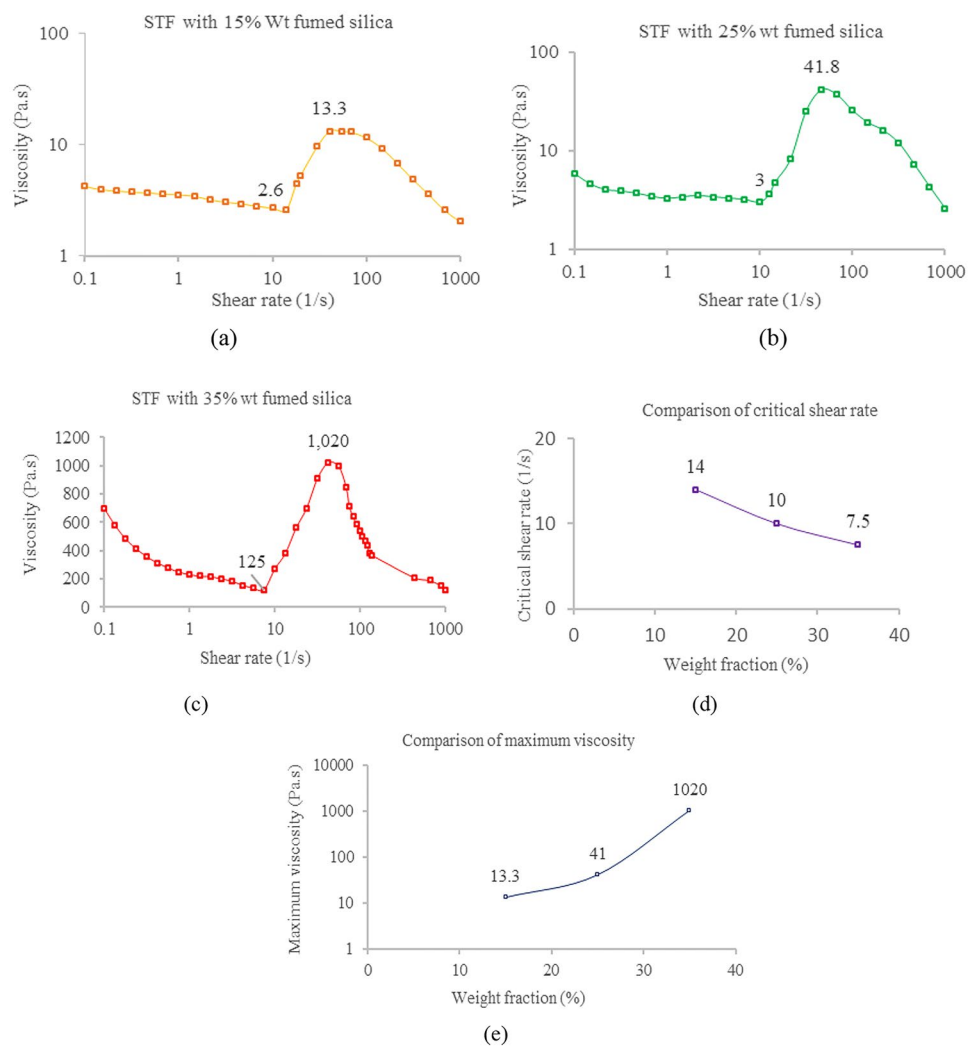 STF with 15% Wt fumed silica
Viscosity (Pa.s)
100
10
1
13.3
2.6
0.1 1 10 100 1000
Shear rate (1/s)
(a)
STF with 25% wt fumed silica
Viscosity (Pa.s)
100
10
1
41.8
3
0.1 1 10 100 1000
Shear rate (1/s)
(b)
STF with 35% wt fumed silica
Viscosity (Pa.s)
1200
1000
800
600
400
200
0
1,020
125
0.1 1 10 100 1000
Shear rate (1/s)
(c)
Comparison of critical shear rate
Critical shear rate (1/s)
20
10
0
14
10
7.5
0 10 20 30 40
Weight fraction (%)
(d)
Comparison of maximum viscosity
Maximum viscosity (Pa.s)
10000
1000
100
10
1
13.3
41
1020
0 10 20 30 40
Weight fraction (%)
(e)